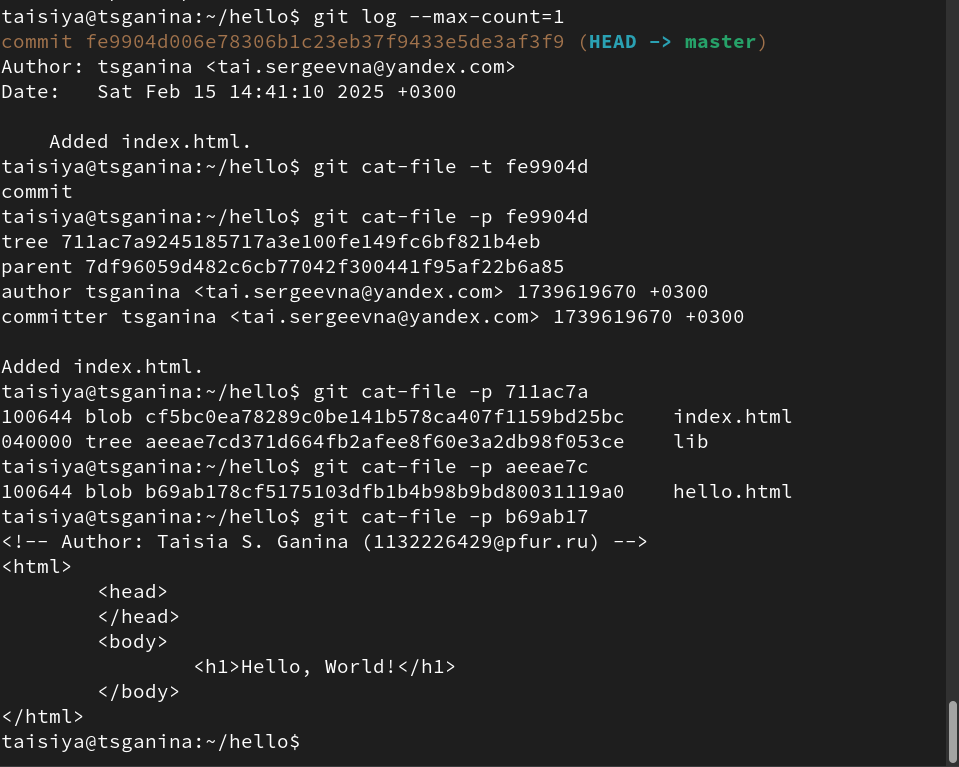 taisiya@tsganina:~/hello$ git log --max-count=1
commit fe9904d006e78306b1c23eb37f9433e5de3af3f9 (HEAD -> master)
Author: tsganina <tai.sergeevna@yandex.com>
Date:   Sat Feb 15 14:41:10 2025 +0300

    Added index.html.
taisiya@tsganina:~/hello$ git cat-file -t fe9904d
commit
taisiya@tsganina:~/hello$ git cat-file -p fe9904d
tree 711ac7a9245185717a3e100fe149fc6bf821b4eb
parent 7df96059d482c6cb77042f300441f95af22b6a85
author tsganina <tai.sergeevna@yandex.com> 1739619670 +0300
committer tsganina <tai.sergeevna@yandex.com> 1739619670 +0300

Added index.html.
taisiya@tsganina:~/hello$ git cat-file -p 711ac7a
100644 blob cf5bc0ea78289c0be141b578ca407f1159bd25bc    index.html
040000 tree aeeae7cd371d664fb2afee8f60e3a2db98f053ce    lib
taisiya@tsganina:~/hello$ git cat-file -p aeeae7c
100644 blob b69ab178cf5175103dfb1b4b98b9bd80031119a0    hello.html
taisiya@tsganina:~/hello$ git cat-file -p b69ab17
<!-- Author: Taisia S. Ganina (1132226429@pfur.ru) -->
<html>
        <head>
        </head>
        <body>
                <h1>Hello, World!</h1>
        </body>
</html>
taisiya@tsganina:~/hello$